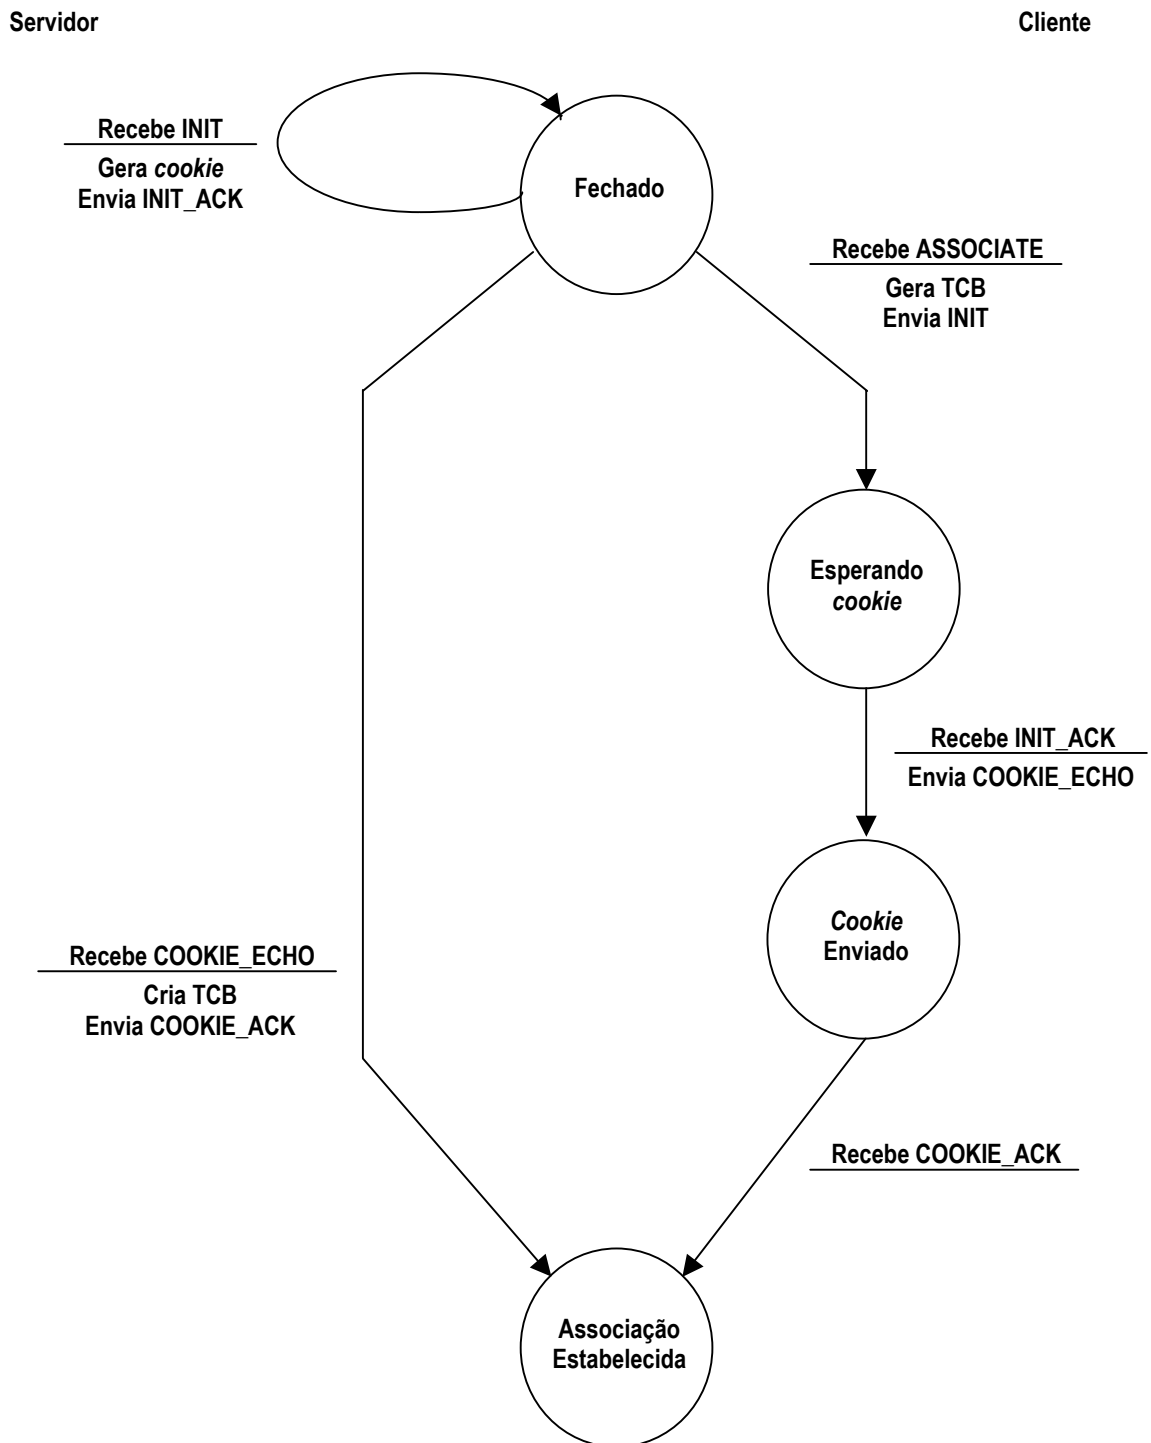 Servidor
Cliente
Recebe INIT
Gera cookie
Envia INIT_ACK
Fechado
Recebe ASSOCIATE
Gera TCB
Envia INIT
Esperando
cookie
Recebe INIT_ACK
Envia COOKIE_ECHO
Cookie
Enviado
Recebe COOKIE_ECHO
Cria TCB
Envia COOKIE_ACK
Recebe COOKIE_ACK
Associação
Estabelecida